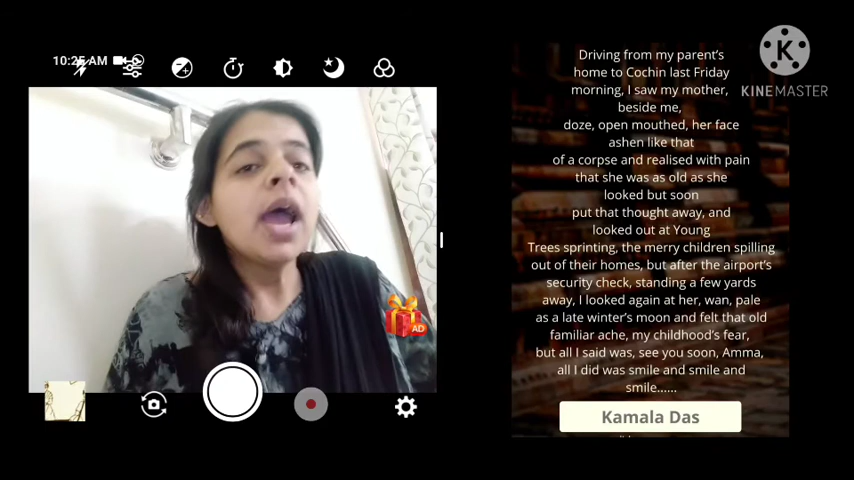 10:25 AM
AD
Driving from my parent's
home to Cochin last Friday
morning, I saw my mother,
beside me,
doze, open mouthed, her face
ashen like that
of a corpse and realised with pain
that she was as old as she
looked but soon
put that thought away, and
looked out at Young
Trees sprinting, the merry children spilling
out of their homes, but after the airport's
security check, standing a few yards
away, I looked again at her, wan, pale
as a late winter's moon and felt that old
familiar ache, my childhood's fear,
but all I said was, see you soon, Amma,
all I did was smile and smile and
smile......
Kamala Das
K
KINEMASTER